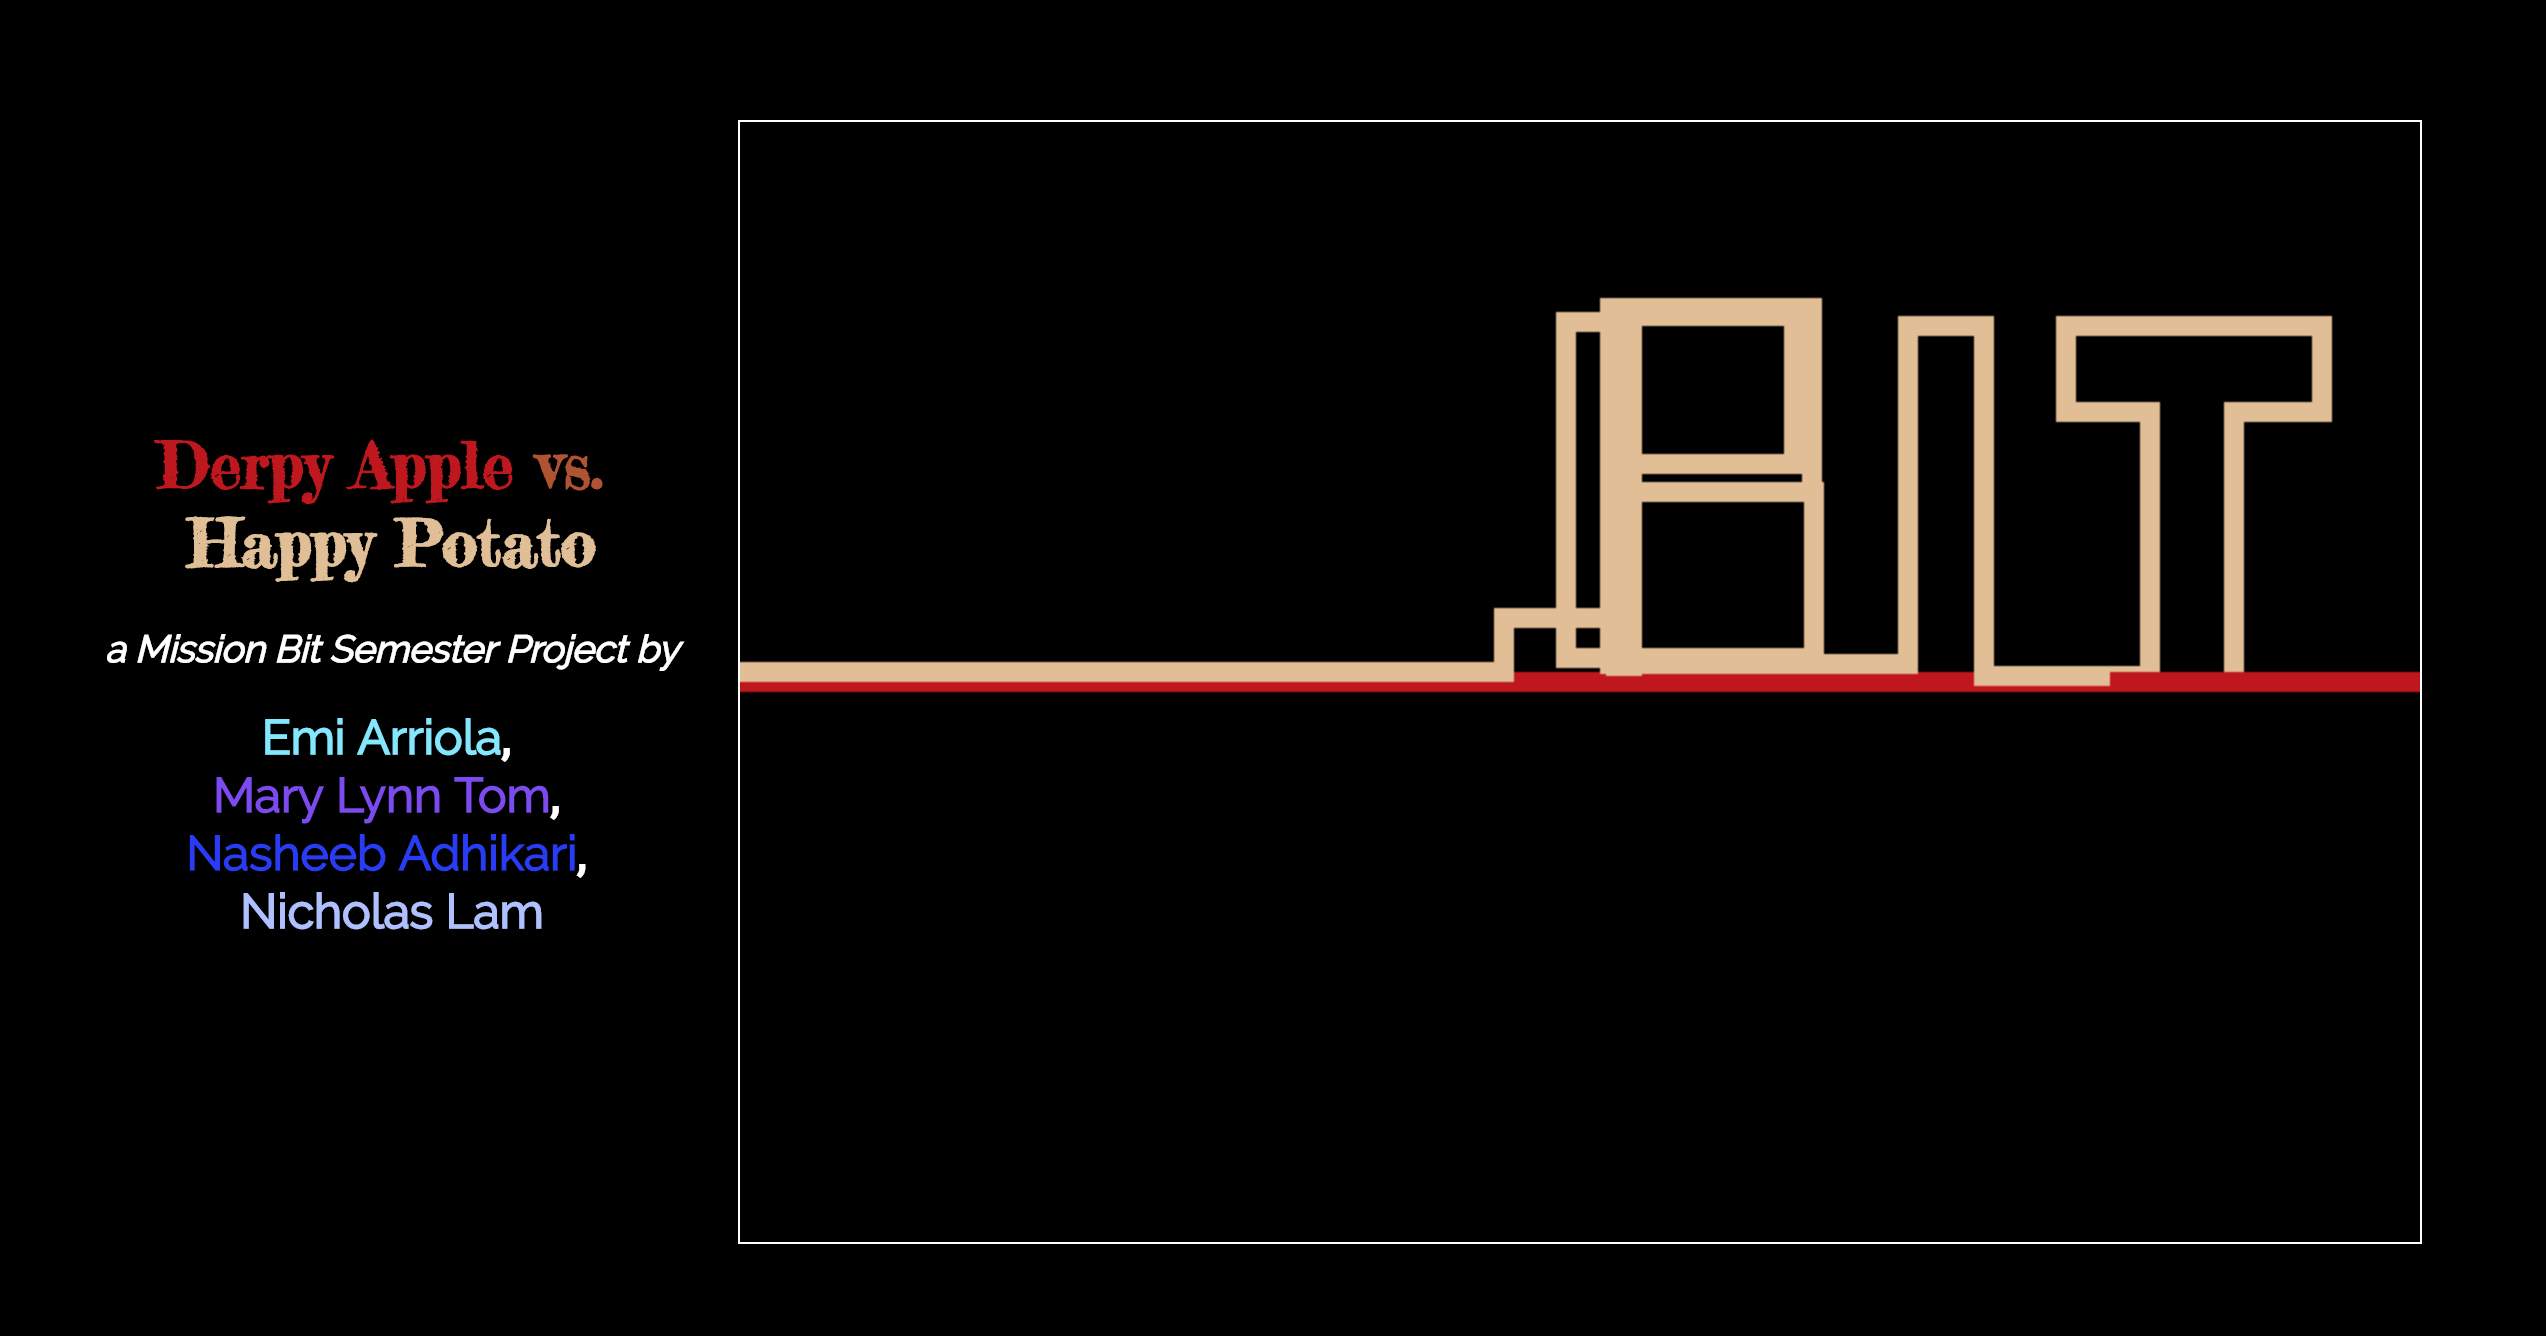 Derpy Apple vs.
Happy Potato
a Mission Bit Semester Project by
Emi Arriola,
Mary Lynn Tom,
Nasheeb Adhikari,
Nicholas Lam
BIT